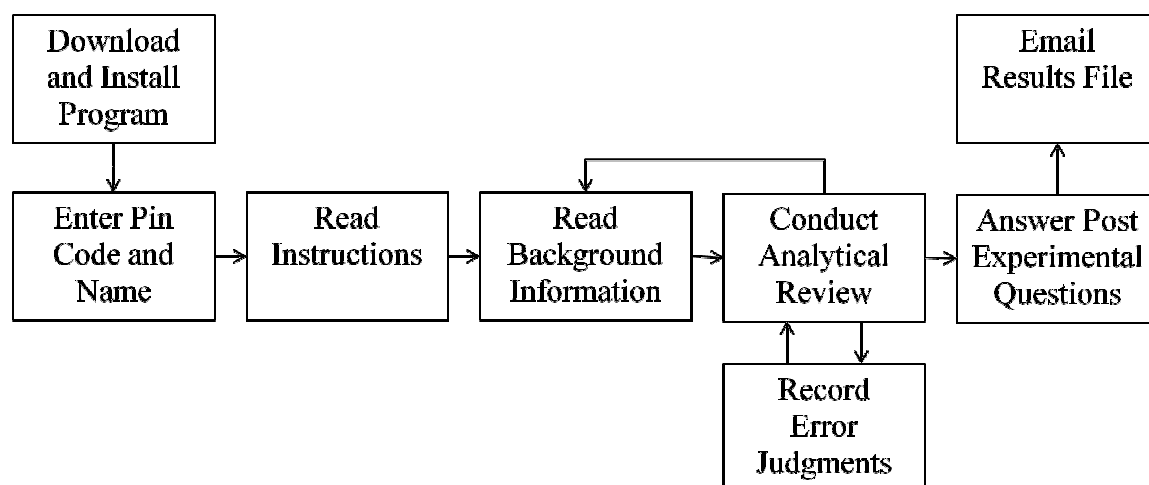 Download
and Install
Program
Enter Pin
Code and
Name
Read
Instructions
Read
Background
Information
Conduct
Analytical
Review
Record
Error
Judgments
Answer Post
Experimental
Questions
Email
Results File